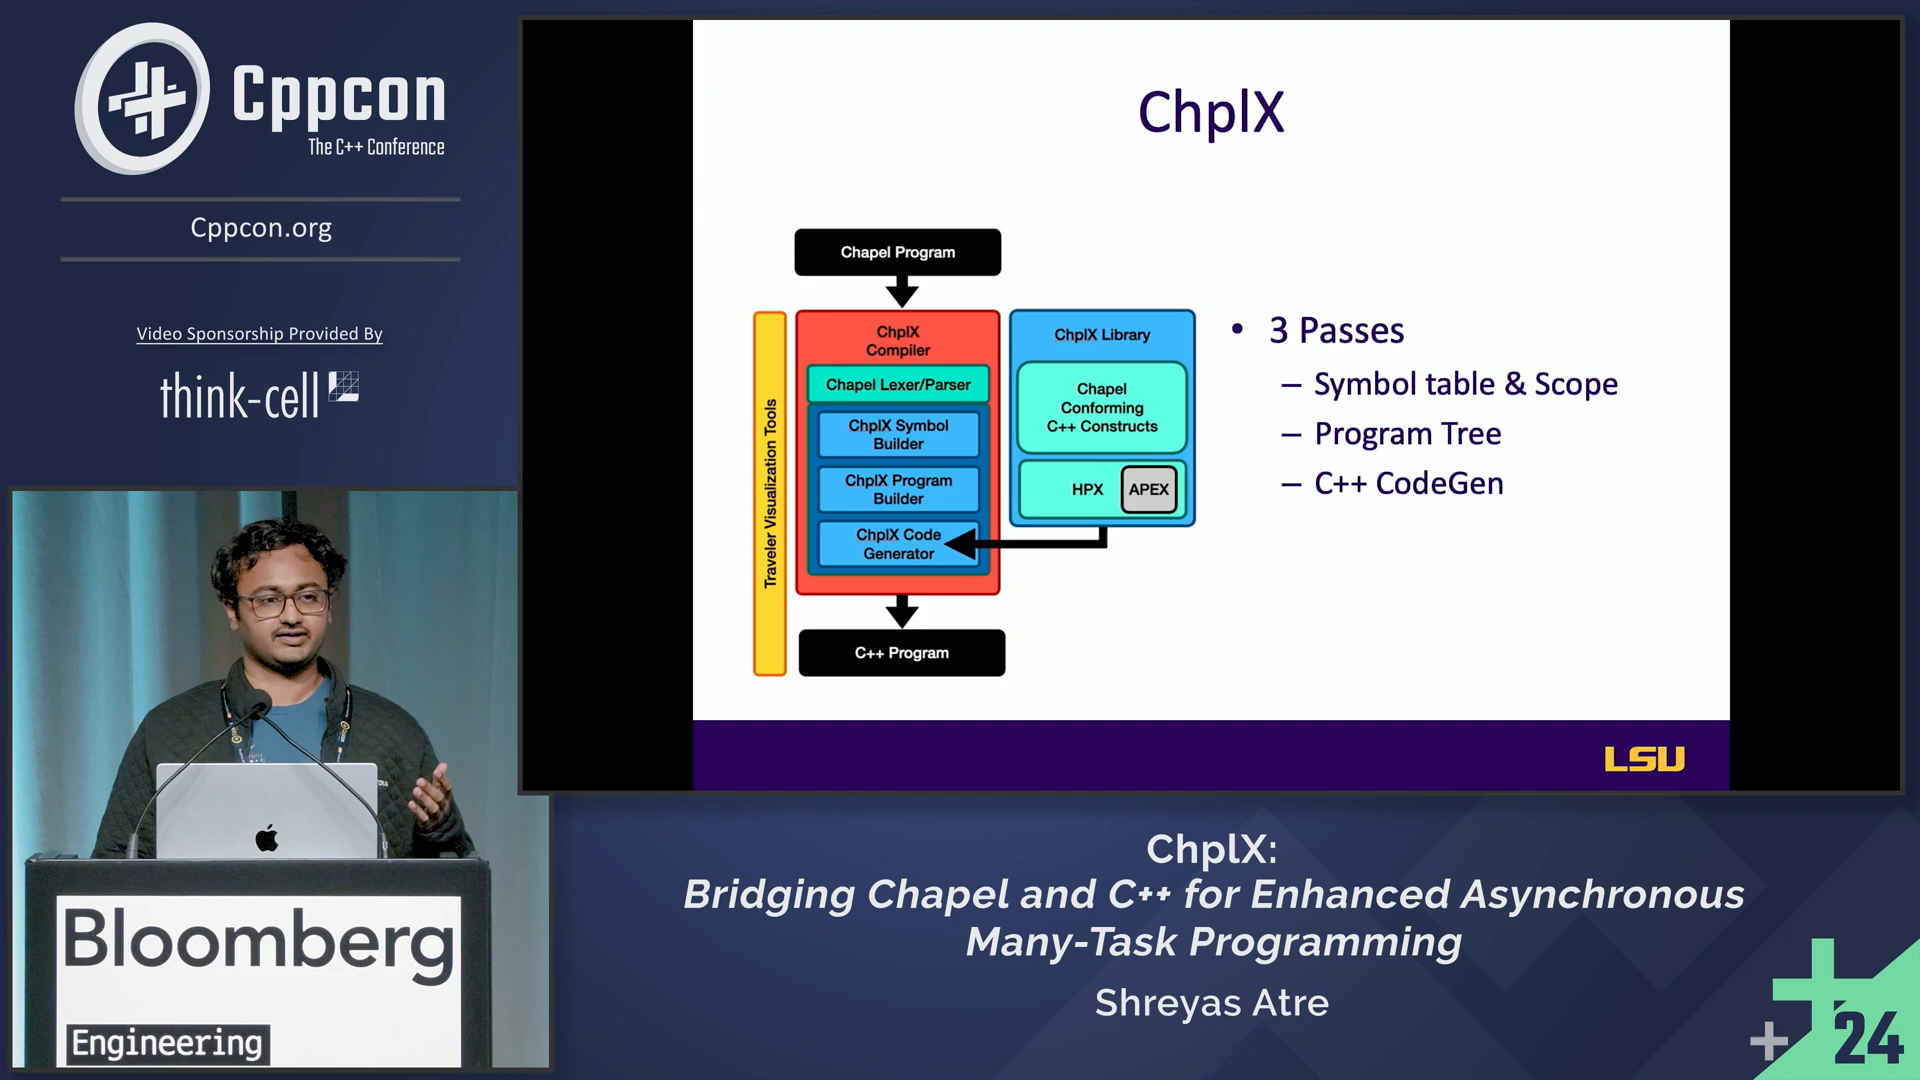 Cppcon
The C++ Conference
Cppcon.org
Video Sponsorship Provided By
think-cell
ChplX
Chapel Program
Traveler Visualization Tools
ChplX
Compiler
Chapel Lexer/Parser
ChplX Symbol
Builder
ChplX Program
Builder
ChplX Code
Generator
ChplX Library
Chapel
Conforming
C++ Constructs
HPX
APEX
C++ Program
• 3 Passes
– Symbol table & Scope
– Program Tree
– C++ CodeGen
LSU
Bloomberg
Engineering
ChplX:
Bridging Chapel and C++ for Enhanced Asynchronous
Many-Task Programming
Shreyas Atre
24